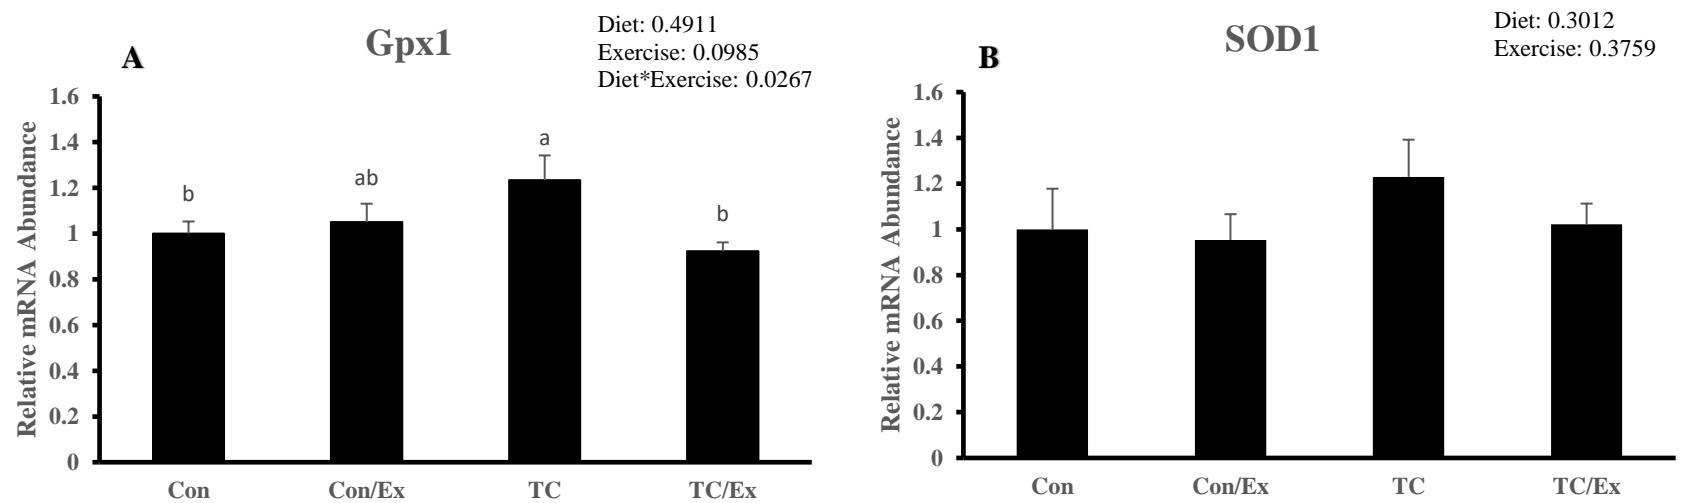 A
Gpx1
Diet: 0.4911
Exercise: 0.0985
Diet*Exercise: 0.0267
Relative mRNA Abundance
1.6
1.4
1.2
1
0.8
0.6
0.4
0.2
0
b
ab
a
b
Con
Con/Ex
TC
TC/Ex
B
SOD1
Diet: 0.3012
Exercise: 0.3759
Relative mRNA Abundance
1.6
1.4
1.2
1
0.8
0.6
0.4
0.2
0
Con
Con/Ex
TC
TC/Ex